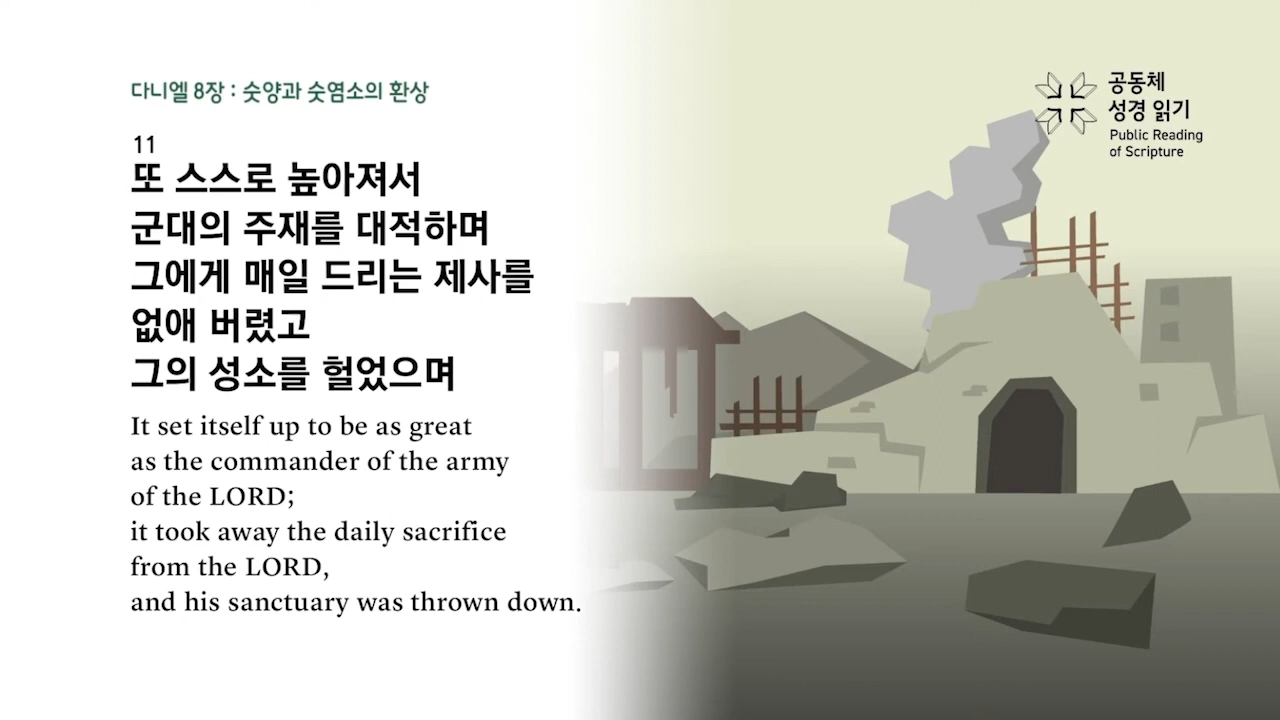 다니엘 8장 : 숫양과 숫염소의 환상
11
또 스스로 높아져서
군대의 주재를 대적하며
그에게 매일 드리는 제사를
없애 버렸고
그의 성소를 헐었으며
It set itself up to be as great
as the commander of the army
of the LORD;
it took away the daily sacrifice
from the LORD,
and his sanctuary was thrown down.
공동체
성경 읽기
Public Reading
of Scripture